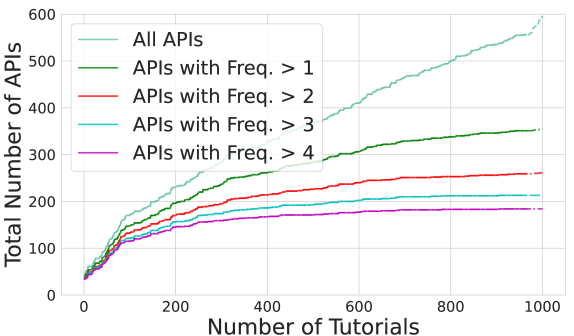 600
500
400
300
200
100
0
Total Number of APIs
All APIs
APIs with Freq. > 1
APIs with Freq. > 2
APIs with Freq. > 3
APIs with Freq. > 4
0 200 400 600 800 1000
Number of Tutorials